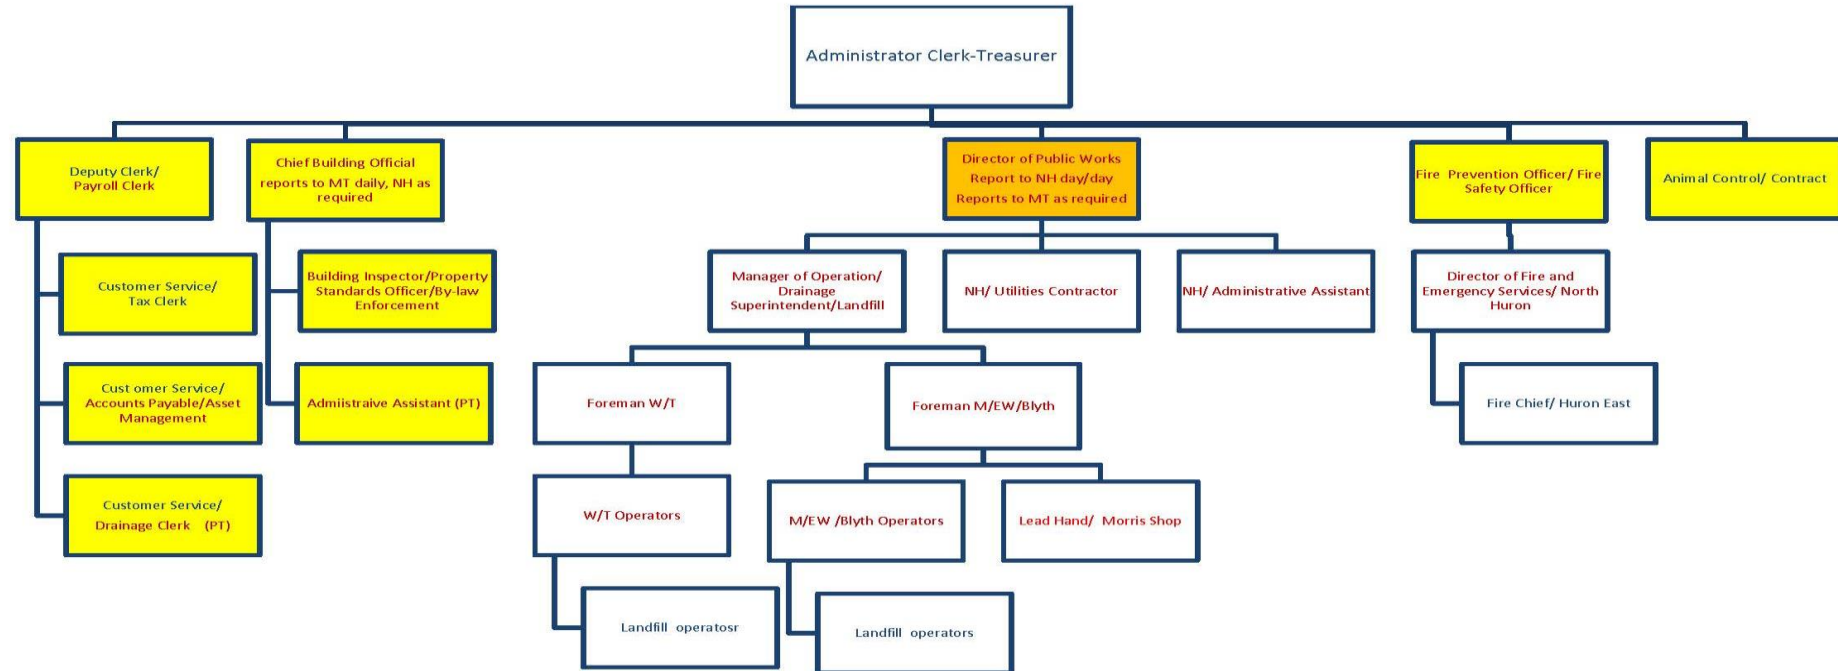 Administrator Clerk-Treasurer
Deputy Clerk/
Payroll Clerk
Chief Building Official
reports to MT daily, NH as
required
Director of Public Works
Report to NH day/day
Reports to MT as required
Fire Prevention Officer/ Fire
Safety Officer
Animal Control/ Contract
Customer Service/
Tax Clerk
Building Inspector/Property
Standards Officer/By-law
Enforcement
Manager of Operation/
Drainage
Superintendent/Landfill
NH/ Utilities Contractor
NH/ Administrative Assistant
Director of Fire and
Emergency Services/ North
Huron
Cust omer Service/
Accounts Payable/Asset
Management
Admiistraive Assistant (PT)
Foreman W/T
Foreman M/EW/Blyth
Fire Chief/ Huron East
Customer Service/
Drainage Clerk (PT)
W/T Operators
M/EW /Blyth Operators
Lead Hand/ Morris Shop
Landfill operatosr
Landfill operators